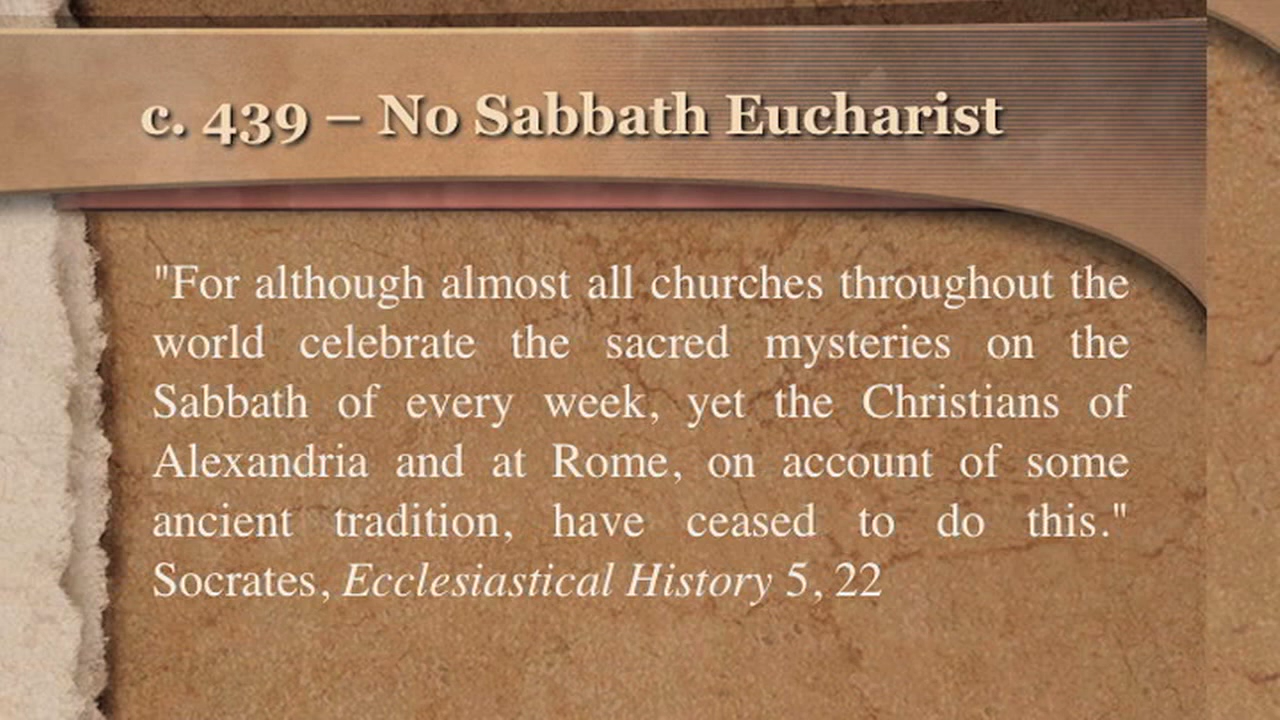 c. 439 – No Sabbath Eucharist
"For although almost all churches throughout the
world celebrate the sacred mysteries on the
Sabbath of every week, yet the Christians of
Alexandria and at Rome, on account of some
ancient tradition, have ceased to do this."
Socrates, Ecclesiastical History 5, 22